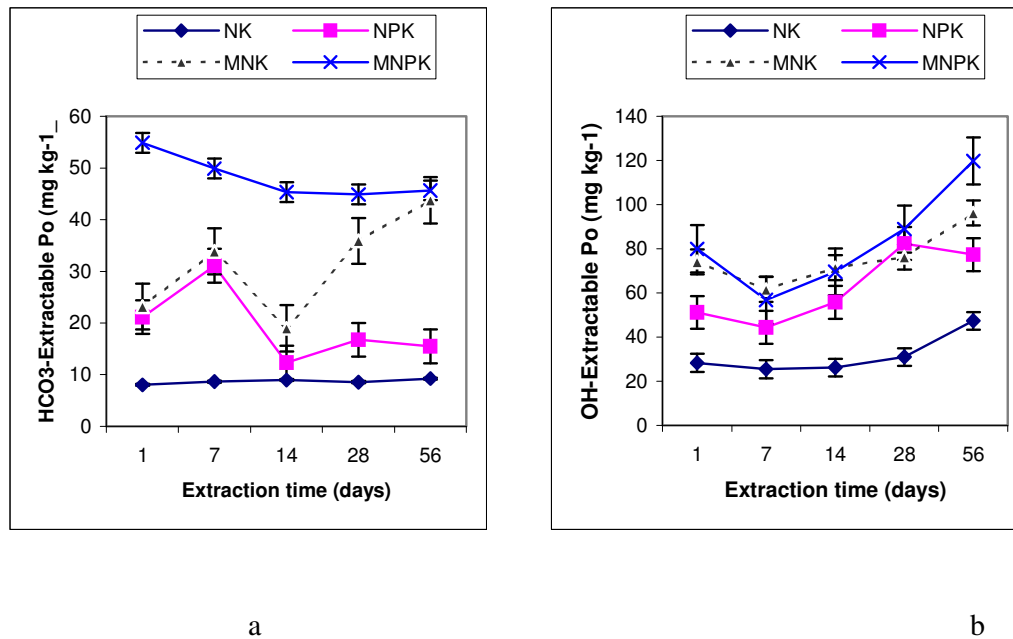 NK NPK
MNK MNPK
HCO3-Extractable Po (mg kg-1_
60
50
40
30
20
10
0
1 7 14 28 56
Extraction time (days)
a
NK NPK
MNK MNPK
OH-Extractable Po (mg kg-1)
140
120
100
80
60
40
20
0
1 7 14 28 56
Extraction time (days)
b